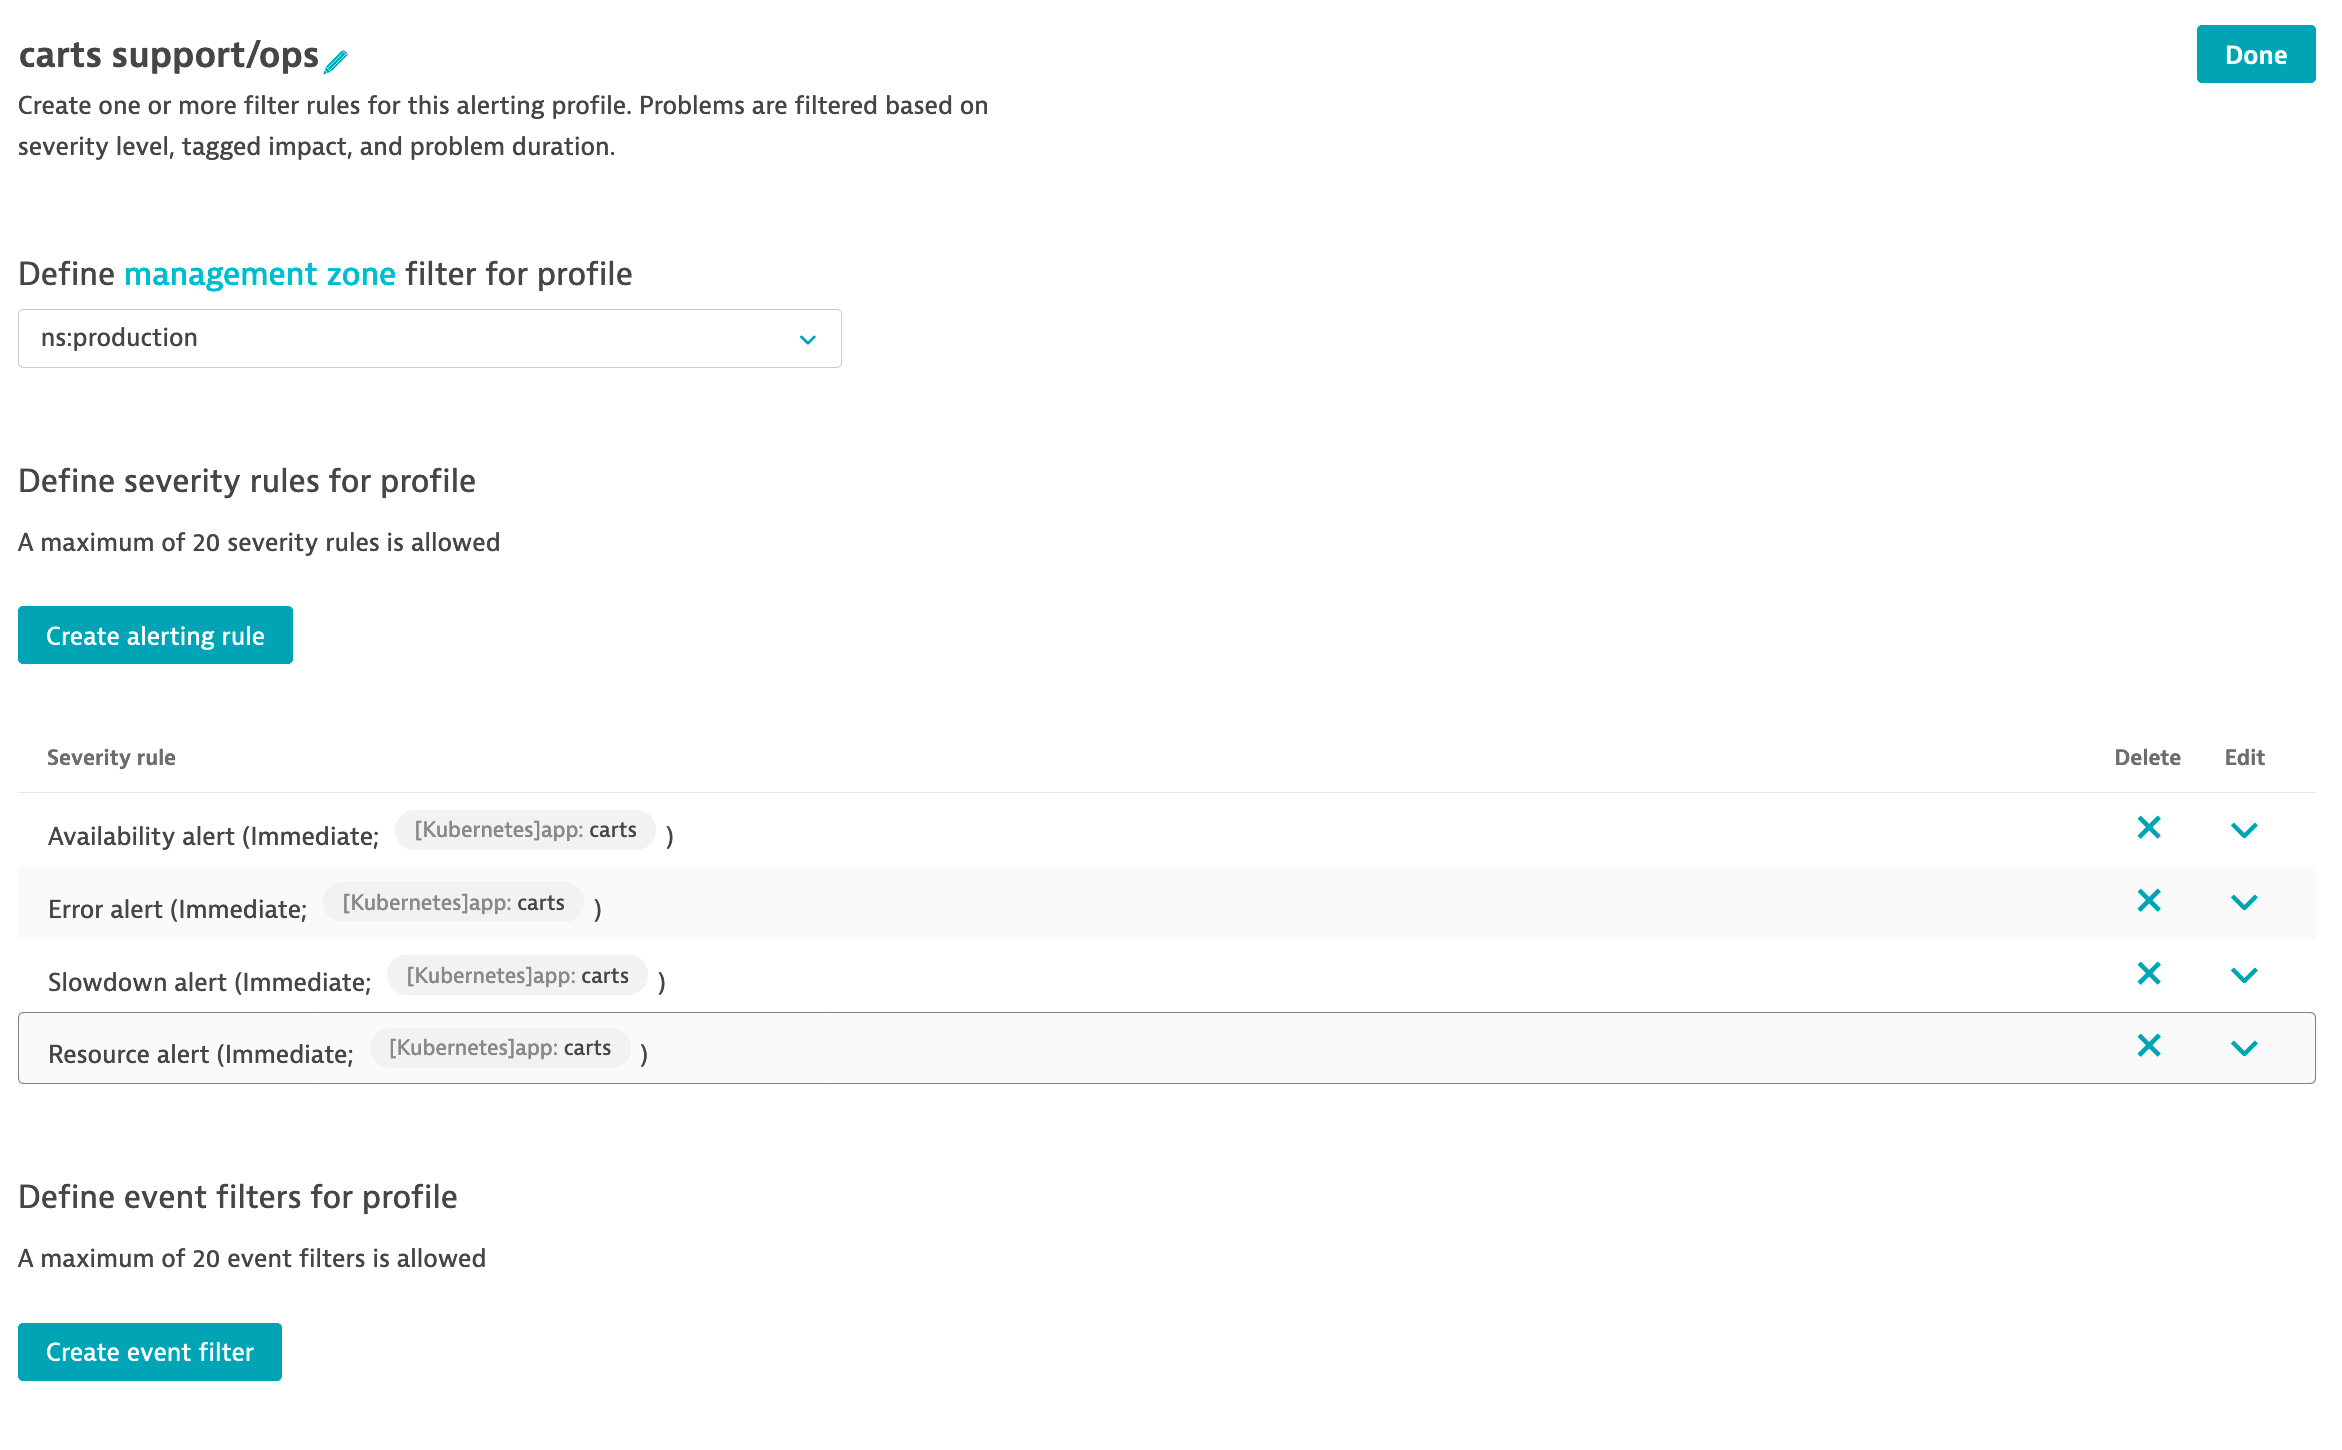 carts support/ops
Done
Create one or more filter rules for this alerting profile. Problems are filtered based on
severity level, tagged impact, and problem duration.
Define management zone filter for profile
ns:production
Define severity rules for profile
A maximum of 20 severity rules is allowed
Create alerting rule
Severity rule Delete Edit
Availability alert (Immediate; [Kubernetes]app: carts )
Error alert (Immediate; [Kubernetes]app: carts )
Slowdown alert (Immediate; [Kubernetes]app: carts )
Resource alert (Immediate; [Kubernetes]app: carts )
Define event filters for profile
A maximum of 20 event filters is allowed
Create event filter